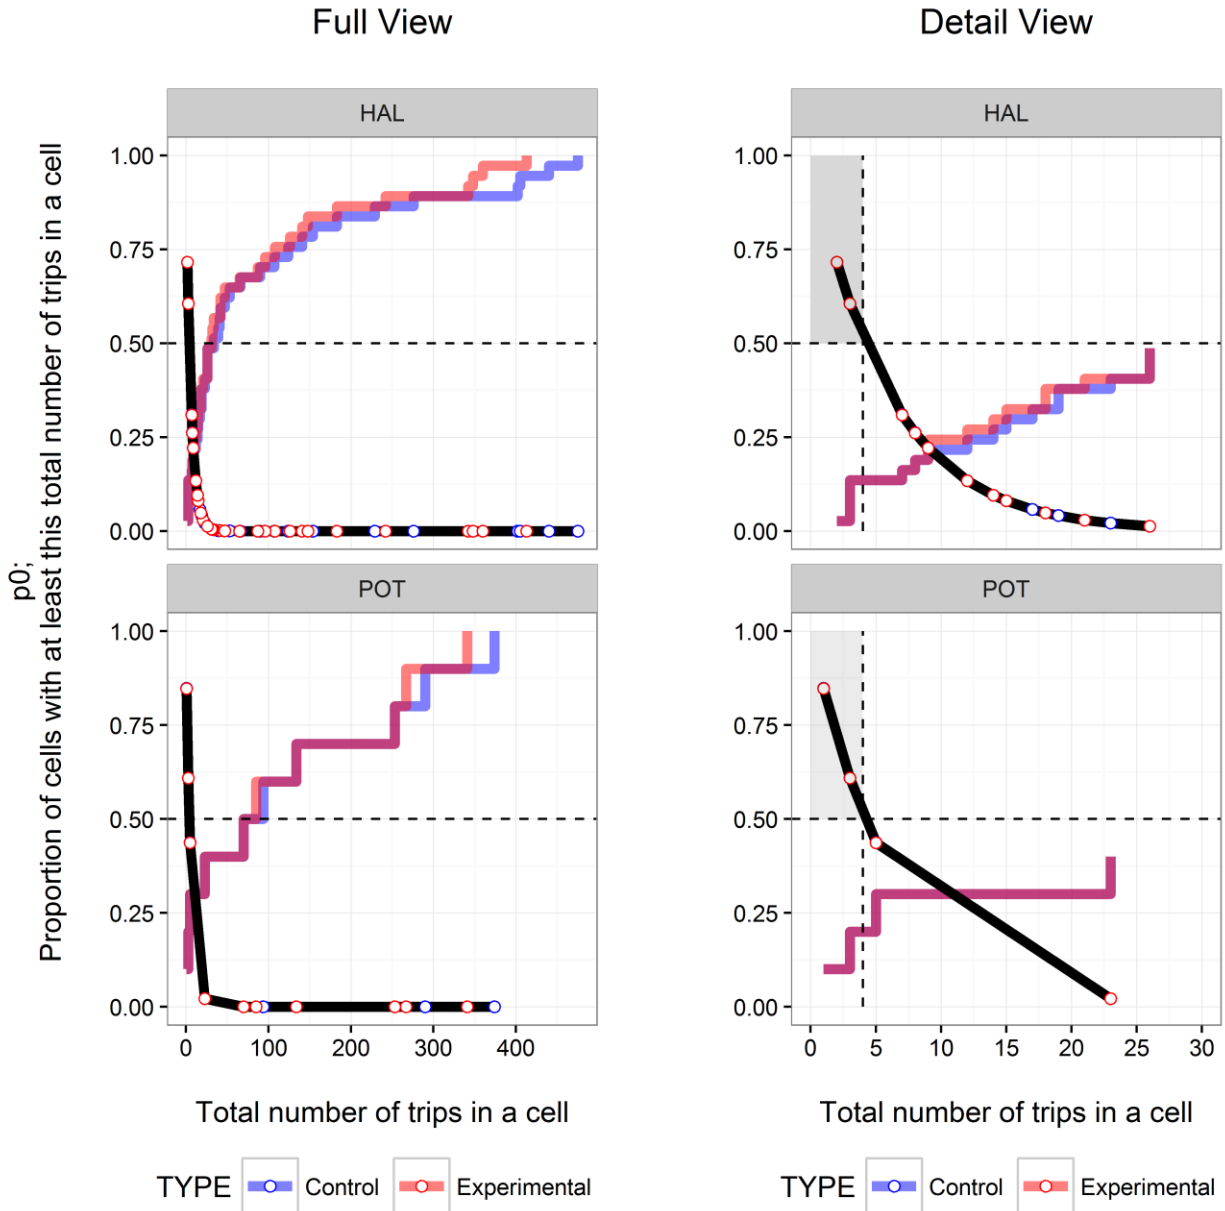 Full View
Detail View
p0;
Proportion of cells with at least this total number of trips in a cell
HAL
1.00
0.75
0.50
0.25
0.00
POT
1.00
0.75
0.50
0.25
0.00
0 100 200 300 400
Total number of trips in a cell
TYPE Control Experimental
HAL
1.00
0.75
0.50
0.25
0.00
POT
1.00
0.75
0.50
0.25
0.00
0 5 10 15 20 25 30
Total number of trips in a cell
TYPE Control Experimental